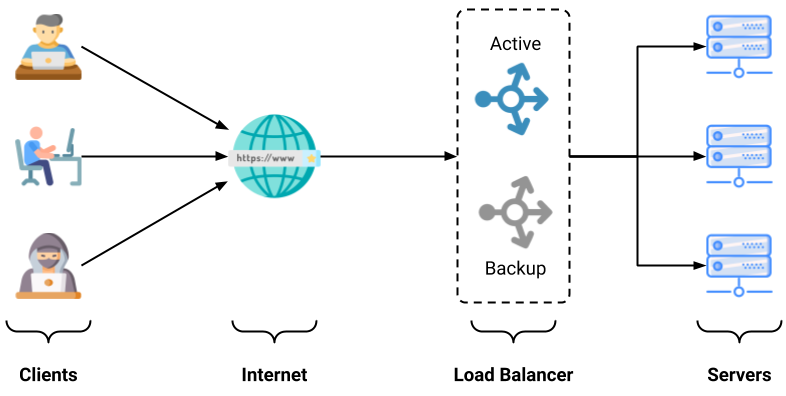 Active
https://www
Backup
Clients
Internet
Load Balancer
Servers